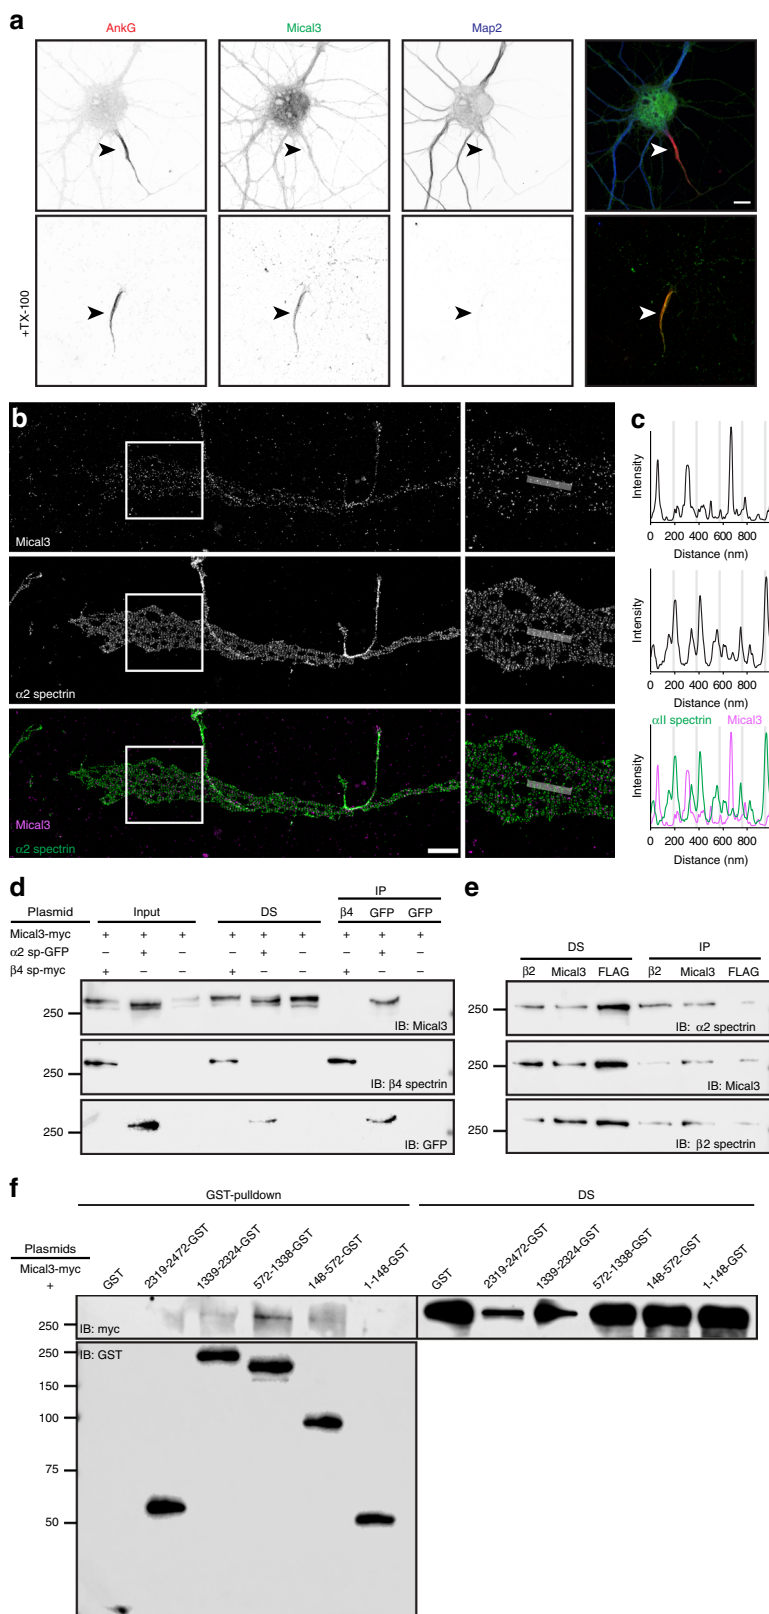 a
AnkG Mical3 Map2
+TX-100
b
Mical3
α2 spectrin
Mical3
α2 spectrin
c
Intensity
0 200 400 600 800
Distance (nm)
Intensity
0 200 400 600 800
Distance (nm)
αII spectrin Mical3
Intensity
0 200 400 600 800
Distance (nm)
d
IP
Plasmid Input DS β4 GFP GFP
Mical3-myc + + + + + + + + +
α2 sp-GFP – + – – + – – + –
β4 sp-myc + – – + – – + – –
250
IB: Mical3
250
IB: β4 spectrin
250
IB: GFP
e
DS IP
β2 Mical3 FLAG β2 Mical3 FLAG
250
IB: α2 spectrin
250
IB: Mical3
250
IB: β2 spectrin
f
GST-pulldown DS
Plasmids
Mical3-myc
+
GST 2319-2472-GST 1339-2324-GST 572-1338-GST 148-572-GST 1-148-GST GST 2319-2472-GST 1339-2324-GST 572-1338-GST 148-572-GST 1-148-GST
250
IB: myc
250
IB: GST
150
100
75
50